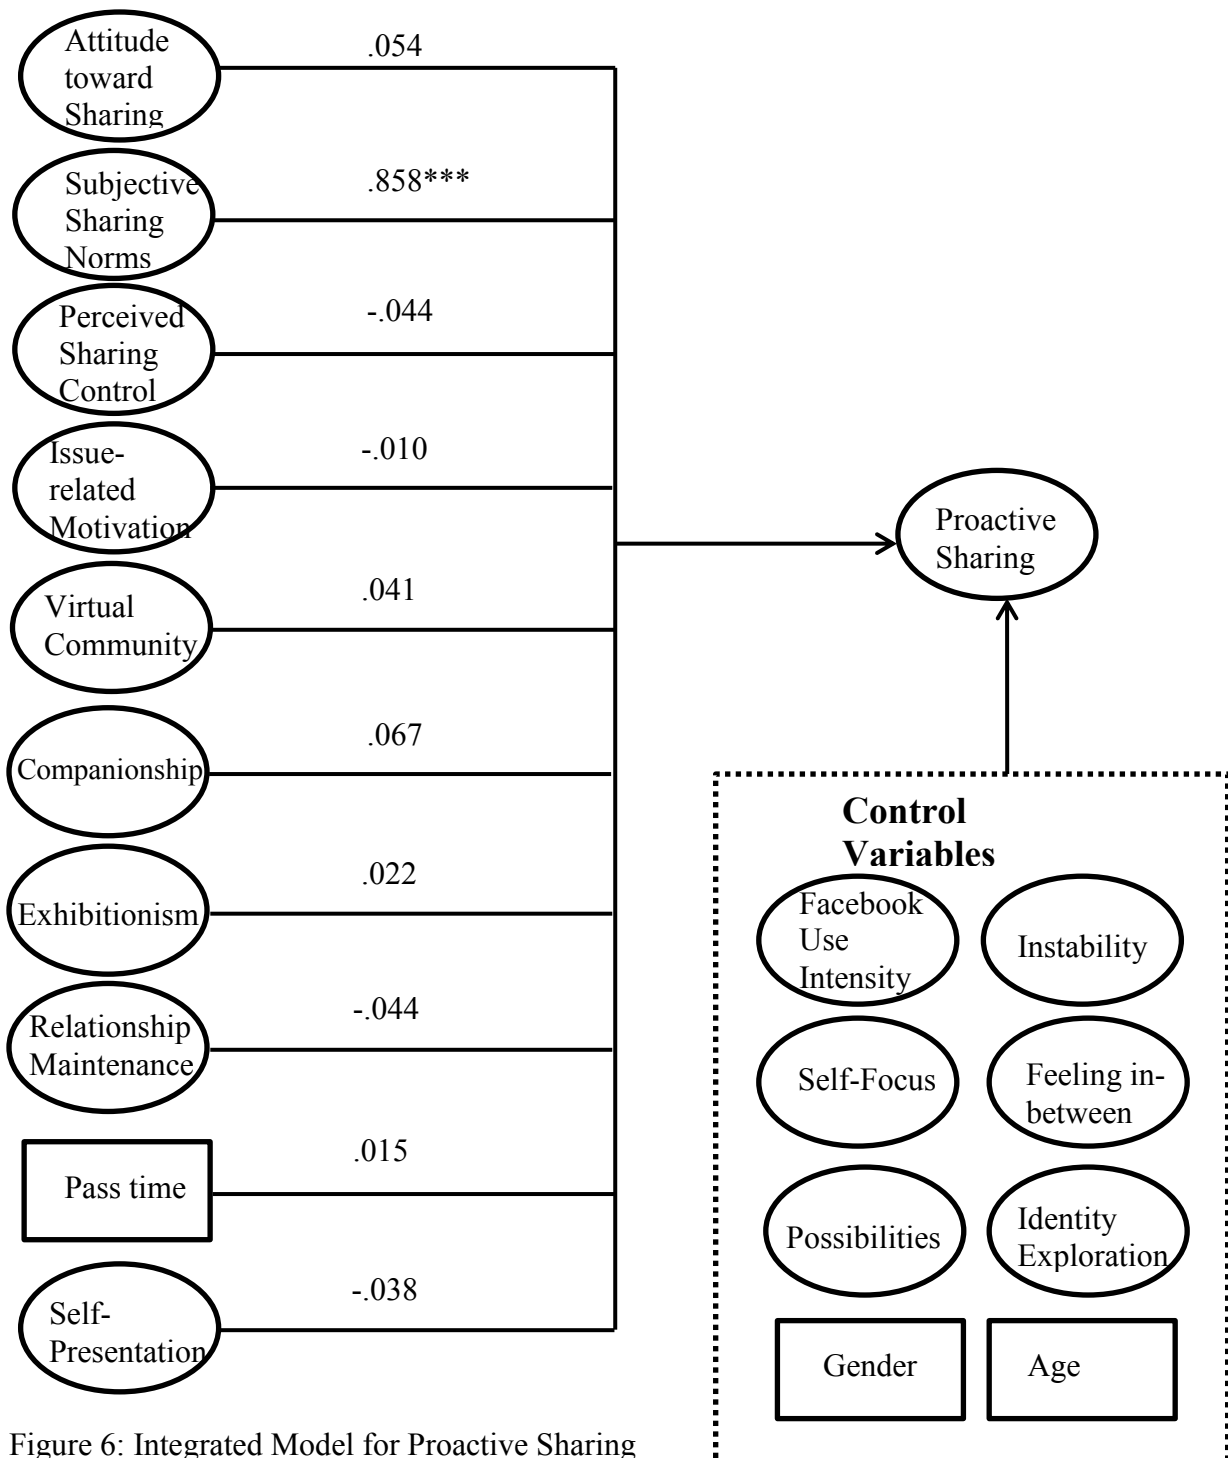 Attitude
toward
Sharing
.054
Subjective
Sharing
Norms
.858***
Perceived
Sharing
Control
-.044
Issue-
related
Motivation
-.010
Virtual
Community
.041
Companionship
.067
Exhibitionism
.022
Relationship
Maintenance
-.044
Pass time
.015
Self-
Presentation
-.038
Proactive
Sharing
Control
Variables
Facebook
Use
Intensity
Instability
Self-Focus
Feeling in-
between
Possibilities
Identity
Exploration
Gender
Age
Figure 6: Integrated Model for Proactive Sharing